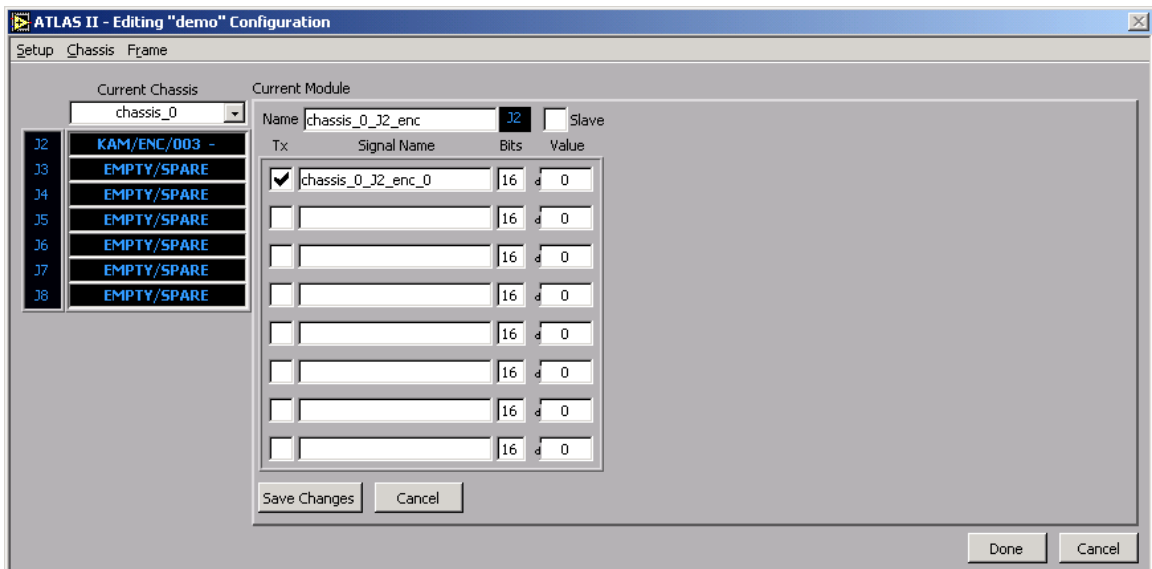 ATLAS II - Editing "demo" Configuration
Setup Chassis Frame
Current Chassis
chassis_0
J2 KAM/ENC/003 -
J3 EMPTY/SPARE
J4 EMPTY/SPARE
J5 EMPTY/SPARE
J6 EMPTY/SPARE
J7 EMPTY/SPARE
J8 EMPTY/SPARE
Current Module
Name chassis_0_J2_enc J2 Slave
Tx Signal Name Bits Value
chassis_0_J2_enc_0 16 d 0
16 d 0
16 d 0
16 d 0
16 d 0
16 d 0
16 d 0
16 d 0
Save Changes Cancel
Done Cancel